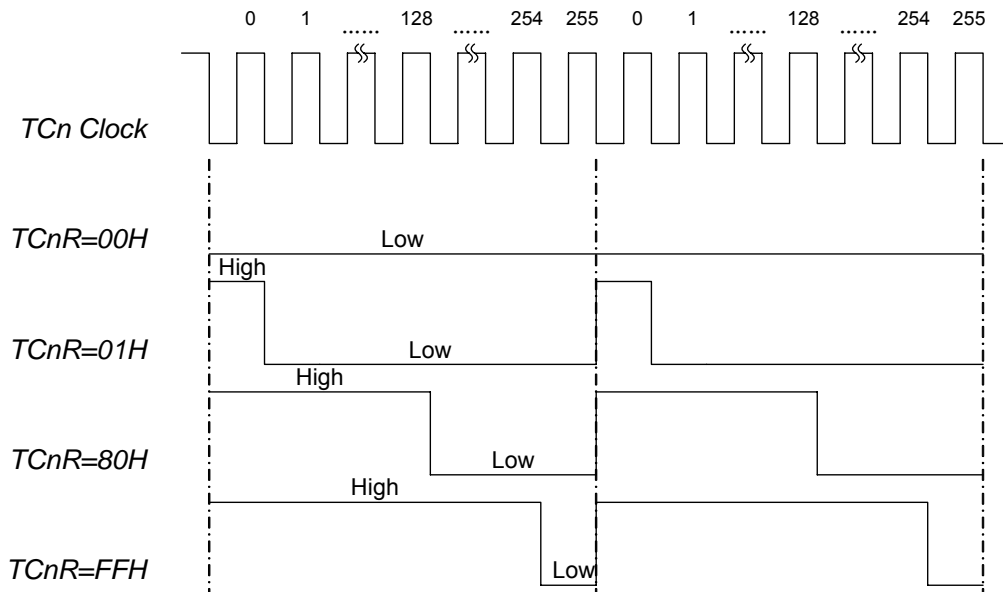 0 1 …… 128 …… 254 255 0 1 …… 128 …… 254 255
TCn Clock
TCnR=00H
Low
High
TCnR=01H
Low
High
TCnR=80H
Low
High
TCnR=FFH
Low